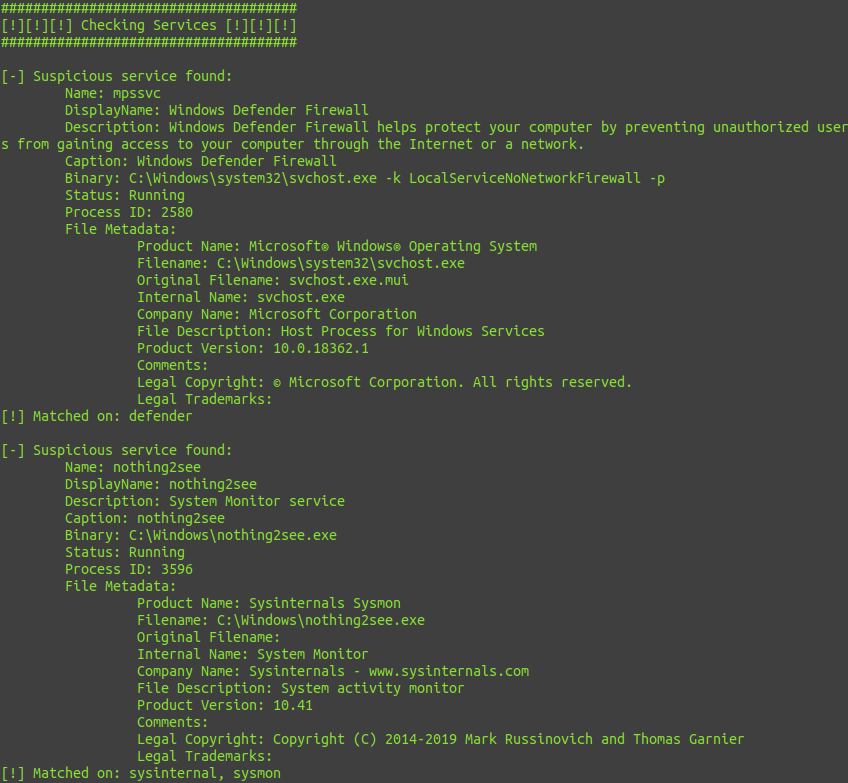 #####################################
[!][!][!] Checking Services [!][!][!]
#####################################
[-] Suspicious service found:
Name: mpssvc
DisplayName: Windows Defender Firewall
Description: Windows Defender Firewall helps protect your computer by preventing unauthorized user
s from gaining access to your computer through the Internet or a network.
Caption: Windows Defender Firewall
Binary: C:\Windows\system32\svchost.exe -k LocalServiceNoNetworkFirewall -p
Status: Running
Process ID: 2580
File Metadata:
Product Name: Microsoft® Windows® Operating System
Filename: C:\Windows\system32\svchost.exe
Original Filename: svchost.exe.mui
Internal Name: svchost.exe
Company Name: Microsoft Corporation
File Description: Host Process for Windows Services
Product Version: 10.0.18362.1
Comments:
Legal Copyright: © Microsoft Corporation. All rights reserved.
Legal Trademarks:
[!] Matched on: defender
[-] Suspicious service found:
Name: nothing2see
DisplayName: nothing2see
Description: System Monitor service
Caption: nothing2see
Binary: C:\Windows\nothing2see.exe
Status: Running
Process ID: 3596
File Metadata:
Product Name: Sysinternals Sysmon
Filename: C:\Windows\nothing2see.exe
Original Filename:
Internal Name: System Monitor
Company Name: Sysinternals - www.sysinternals.com
File Description: System activity monitor
Product Version: 10.41
Comments:
Legal Copyright: Copyright (C) 2014-2019 Mark Russinovich and Thomas Garnier
Legal Trademarks:
[!] Matched on: sysinternal, sysmon